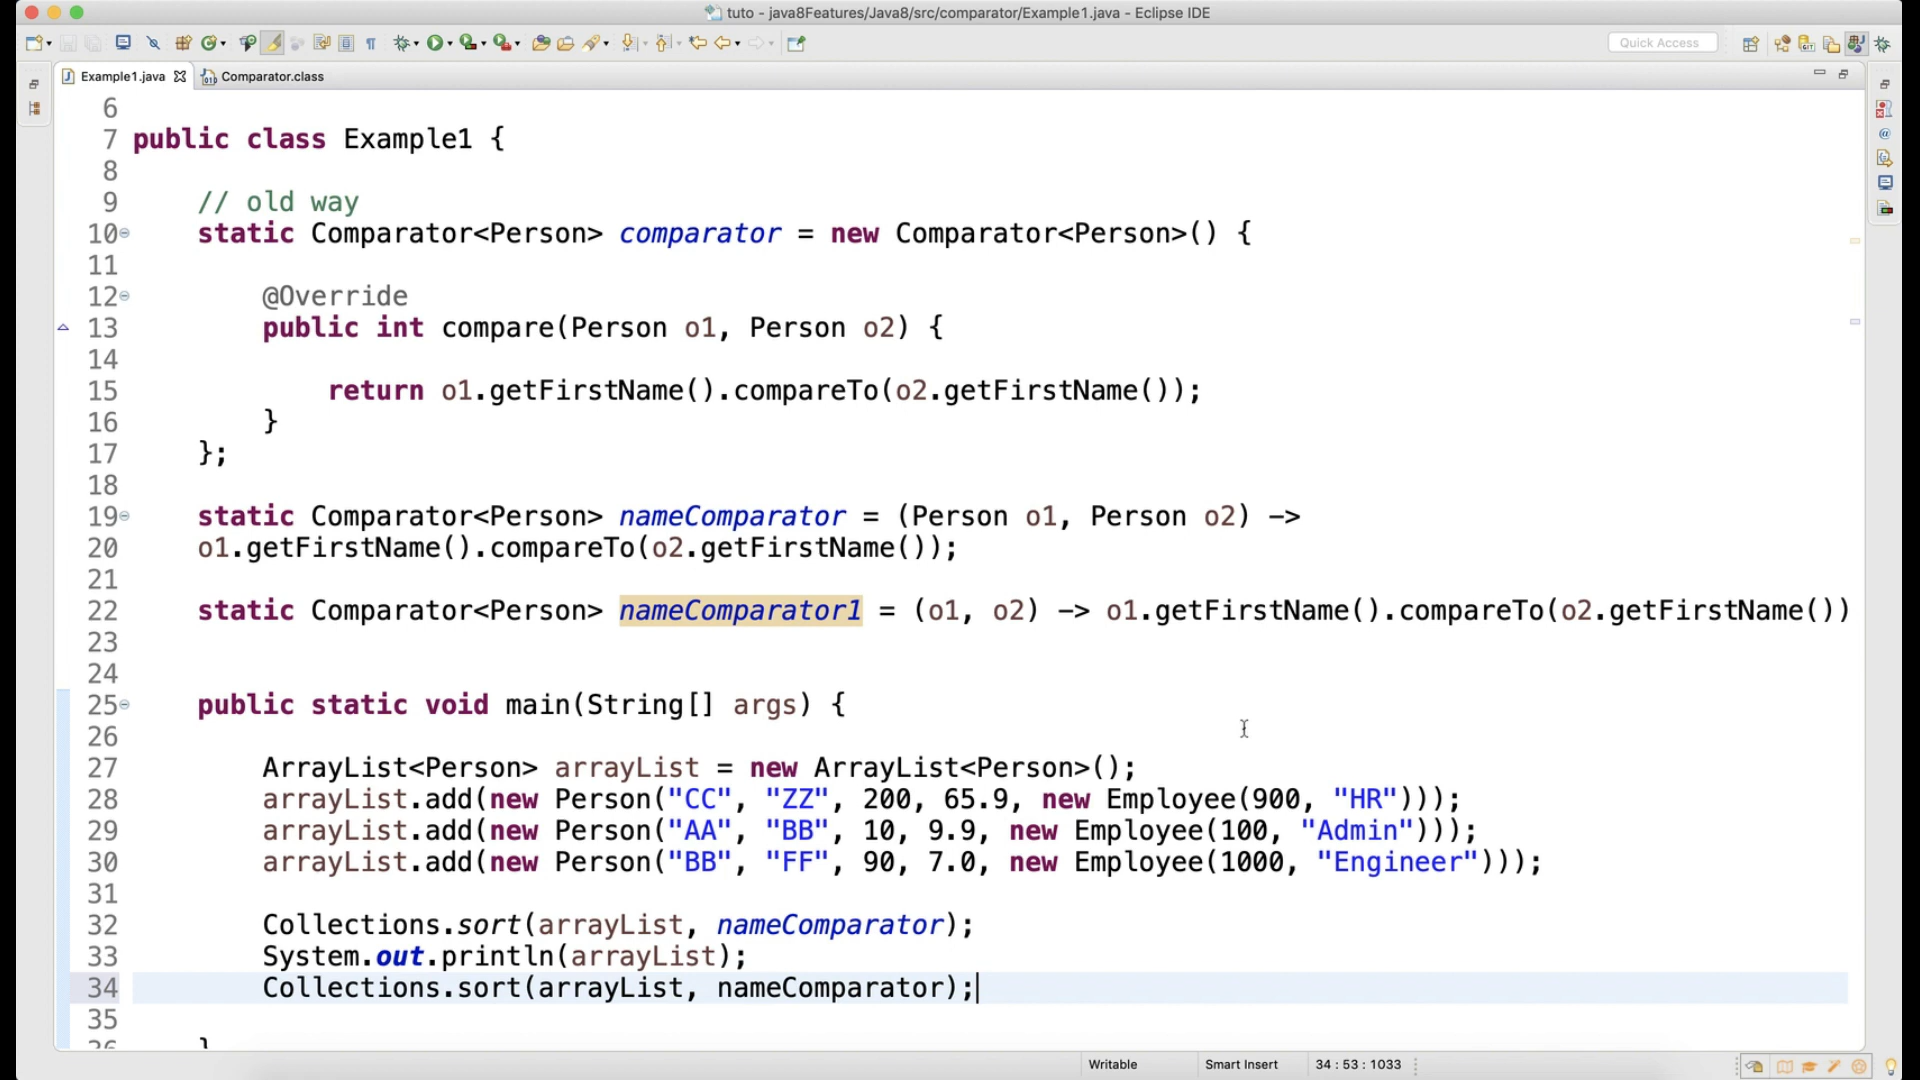 tuto - java8Features/Java8/src/comparator/Example1.java - Eclipse IDE
Quick Access
Example1.java
Comparator.class
6
7 public class Example1 {
8
9 // old way
10 static Comparator<Person> comparator = new Comparator<Person>() {
11
12 @Override
13 public int compare(Person o1, Person o2) {
14
15 return o1.getFirstName().compareTo(o2.getFirstName());
16 }
17 };
18
19 static Comparator<Person> nameComparator = (Person o1, Person o2) ->
20 o1.getFirstName().compareTo(o2.getFirstName());
21
22 static Comparator<Person> nameComparator1 = (o1, o2) -> o1.getFirstName().compareTo(o2.getFirstName())
23
24
25 public static void main(String[] args) {
26
27 ArrayList<Person> arrayList = new ArrayList<Person>();
28 arrayList.add(new Person("CC", "ZZ", 200, 65.9, new Employee(900, "HR")));
29 arrayList.add(new Person("AA", "BB", 10, 9.9, new Employee(100, "Admin")));
30 arrayList.add(new Person("BB", "FF", 90, 7.0, new Employee(1000, "Engineer")));
31
32 Collections.sort(arrayList, nameComparator);
33 System.out.println(arrayList);
34 Collections.sort(arrayList, nameComparator);
35
36 }
Writable
Smart Insert
34 : 53 : 1033